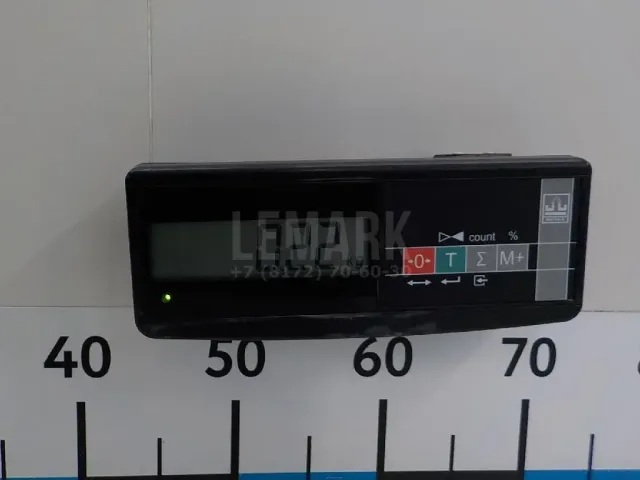 LEMARK
+7 (8172) 70-60-30
count %
-0- T Σ M+
40 50 60 70